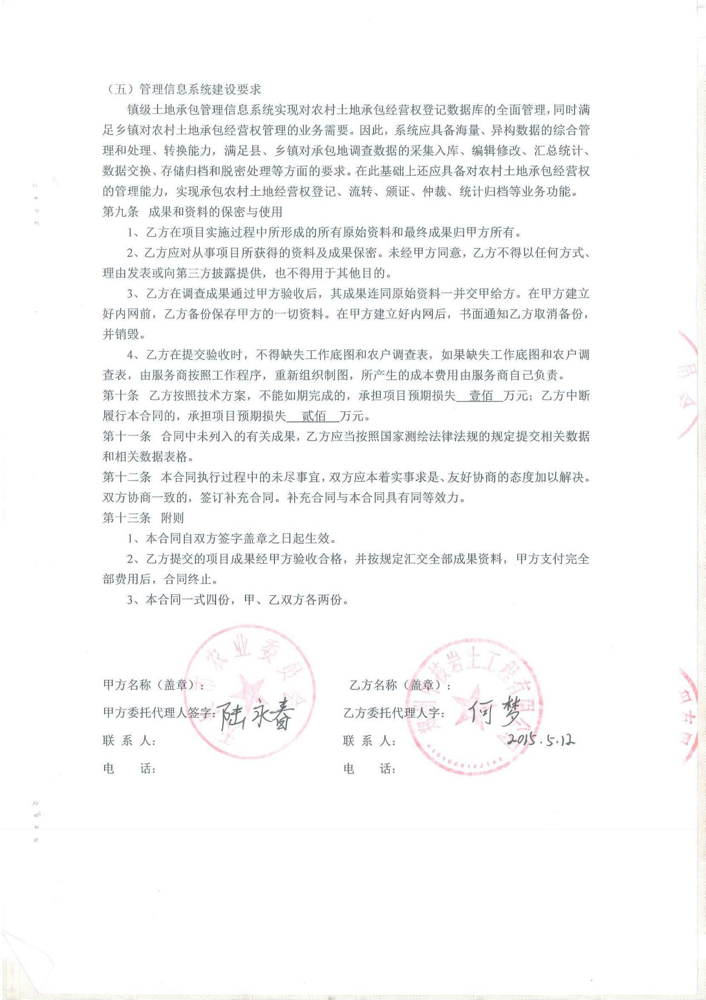 （五）管理信息系统建设要求
镇级土地承包管理信息系统实现对农村土地承包经营权登记数据库的全面管理，同时满
足乡镇对农村土地承包经营权管理的业务需要。因此，系统应具备海量、异构数据的综合管
理和处理、转换能力，满足县、乡镇对承包地调查数据的采集入库、编辑修改、汇总统计、
数据交换、存储归档和脱密处理等方面的要求。在此基础上还应具备对农村土地承包经营权
的管理能力，实现承包农村土地经营权登记、流转、颁证、仲裁、统计归档等业务功能。
第九条 成果和资料的保密与使用
1、乙方在项目实施过程中所形成的所有原始资料和最终成果归甲方所有。
2、乙方应对从事项目所获得的资料及成果保密。未经甲方同意，乙方不得以任何方式、
理由发表或向第三方披露提供，也不得用于其他目的。
3、乙方在调查成果通过甲方验收后，其成果连同原始资料一并交甲给方。在甲方建立
好内网前，乙方备份保存甲方的一切资料。在甲方建立好内网后，书面通知乙方取消备份，
并销毁。
4、乙方在提交验收时，不得缺失工作底图和农户调查表，如果缺失工作底图和农户调
查表，由服务商按照工作程序，重新组织制图，所产生的成本费用由服务商自己负责。
第十条 乙方按照技术方案，不能如期完成的，承担项目预期损失 壹佰 万元；乙方中断
履行本合同的，承担项目预期损失 贰佰 万元。
第十一条 合同中未列入的有关成果，乙方应当按照国家测绘法律法规的规定提交相关数据
和相关数据表格。
第十二条 本合同执行过程中的未尽事宜，双方应本着实事求是、友好协商的态度加以解决。
双方协商一致的，签订补充合同。补充合同与本合同具有同等效力。
第十三条 附则
1、本合同自双方签字盖章之日起生效。
2、乙方提交的项目成果经甲方验收合格，并按规定汇交全部成果资料，甲方支付完全
部费用后，合同终止。
3、本合同一式四份，甲、乙双方各两份。
市农业委员会
岩土工程有限公司
甲方名称（盖章）：
乙方名称（盖章）：
甲方委托代理人签字：陆永春
乙方委托代理人字：何梦
联 系 人：
联 系 人： 2015.5.12
电 话：
电 话：